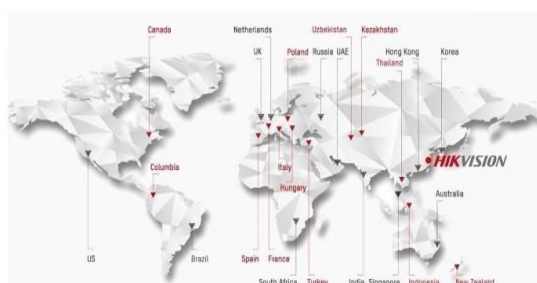 Canada
Netherlands
Uzbekistan
Kazakhstan
UK
Poland
Russia
UAE
Hong Kong
Korea
Thailand
HIKVISION
Columbia
Italy
Hungary
Australia
US
Brazil
Spain
France
South Africa
Turkey
India
Singapore
Indonesia
New Zealand